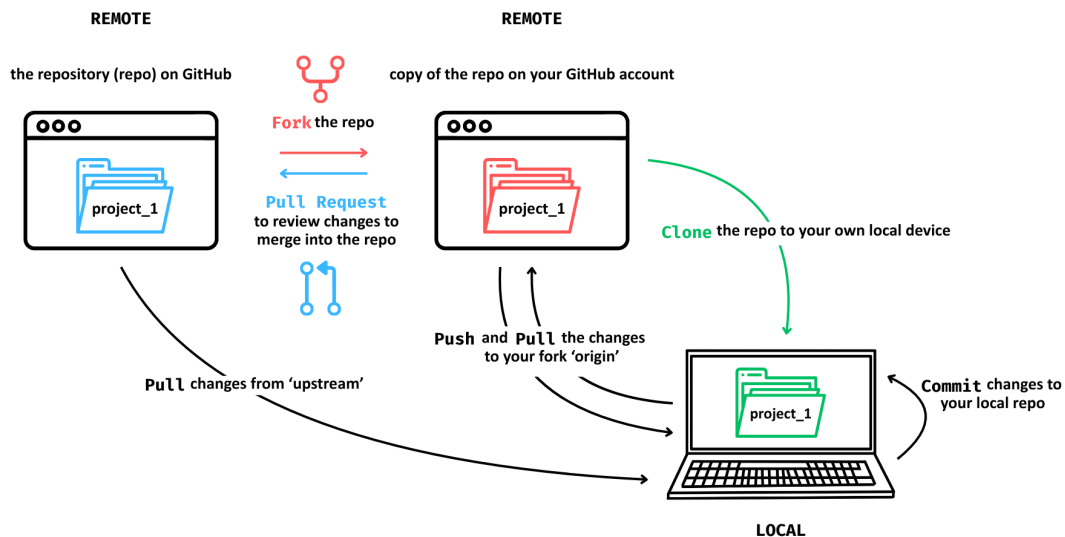 REMOTE
REMOTE
the repository (repo) on GitHub
copy of the repo on your GitHub account
Fork the repo
project_1
Pull Request
to review changes to
merge into the repo
project_1
Clone the repo to your own local device
Push and Pull the changes
to your fork ‘origin’
Pull changes from ‘upstream’
project_1
Commit changes to
your local repo
LOCAL